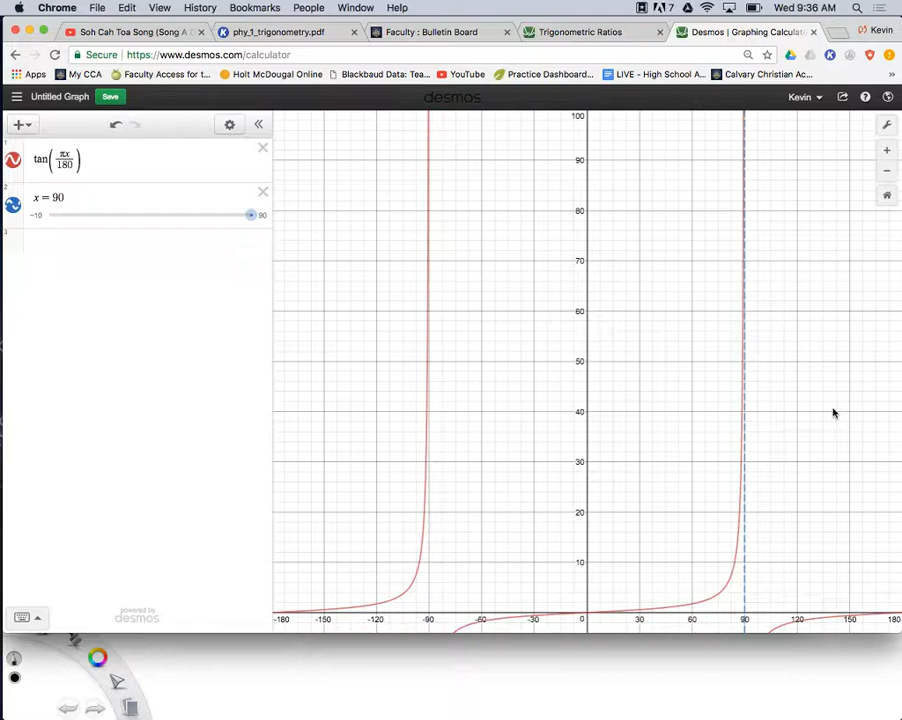 Chrome File Edit View History Bookmarks People Window Help 7 Wed 9:36 AM
Soh Cah Toa Song (Song A C phy_1_trigonometry.pdf Faculty : Bulletin Board Trigonometric Ratios Desmos | Graphing Calculat Kevin
Secure https://www.desmos.com/calculator
Apps My CCA Faculty Access for t... Holt McDougal Online Blackbaud Data: Tea... YouTube Practice Dashboard... LIVE - High School A... Calvary Christian Ac...
Untitled Graph Save desmos Kevin
1
tan(πx/180)
2
x = 90
-10 90
3
100
90
80
70
60
50
40
30
20
10
-180 -150 -120 -90 -60 -30 0 30 60 90 120 150 180
powered by
desmos